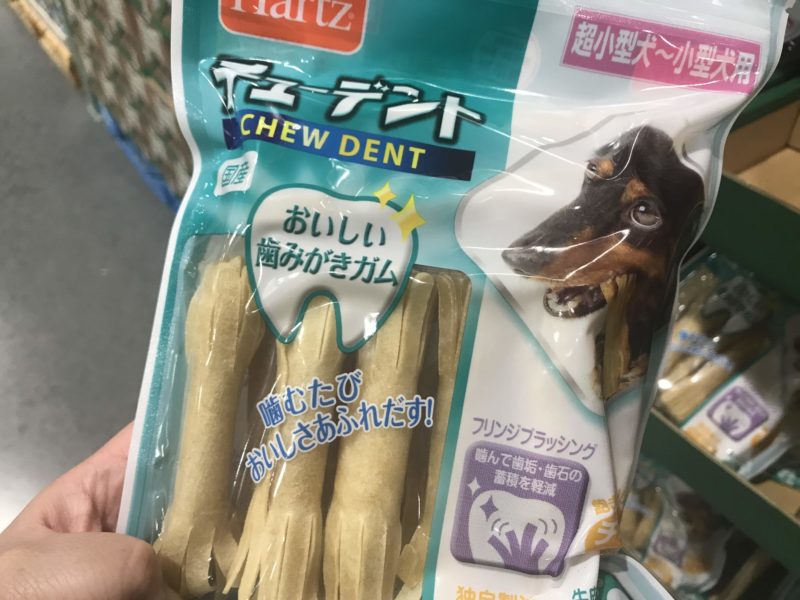 Hartz
超小型犬~小型犬用
チューデント
CHEW DENT
国産
おいしい
歯みがきガム
噛むたび
おいしさあふれだす!
フリンジブラッシング
噛んで歯垢・歯石の
蓄積を軽減
独自製